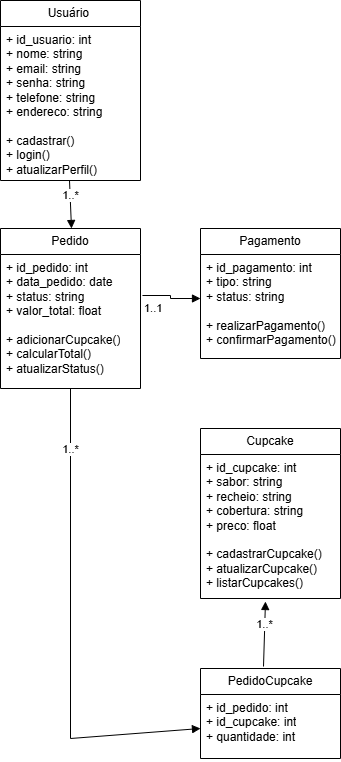 Usuário
+ id_usuario: int
+ nome: string
+ email: string
+ senha: string
+ telefone: string
+ endereco: string
+ cadastrar()
+ login()
+ atualizarPerfil()
1..*
Pedido
+ id_pedido: int
+ data_pedido: date
+ status: string
+ valor_total: float
+ adicionarCupcake()
+ calcularTotal()
+ atualizarStatus()
1..1
Pagamento
+ id_pagamento: int
+ tipo: string
+ status: string
+ realizarPagamento()
+ confirmarPagamento()
1..*
Cupcake
+ id_cupcake: int
+ sabor: string
+ recheio: string
+ cobertura: string
+ preco: float
+ cadastrarCupcake()
+ atualizarCupcake()
+ listarCupcakes()
1..*
PedidoCupcake
+ id_pedido: int
+ id_cupcake: int
+ quantidade: int